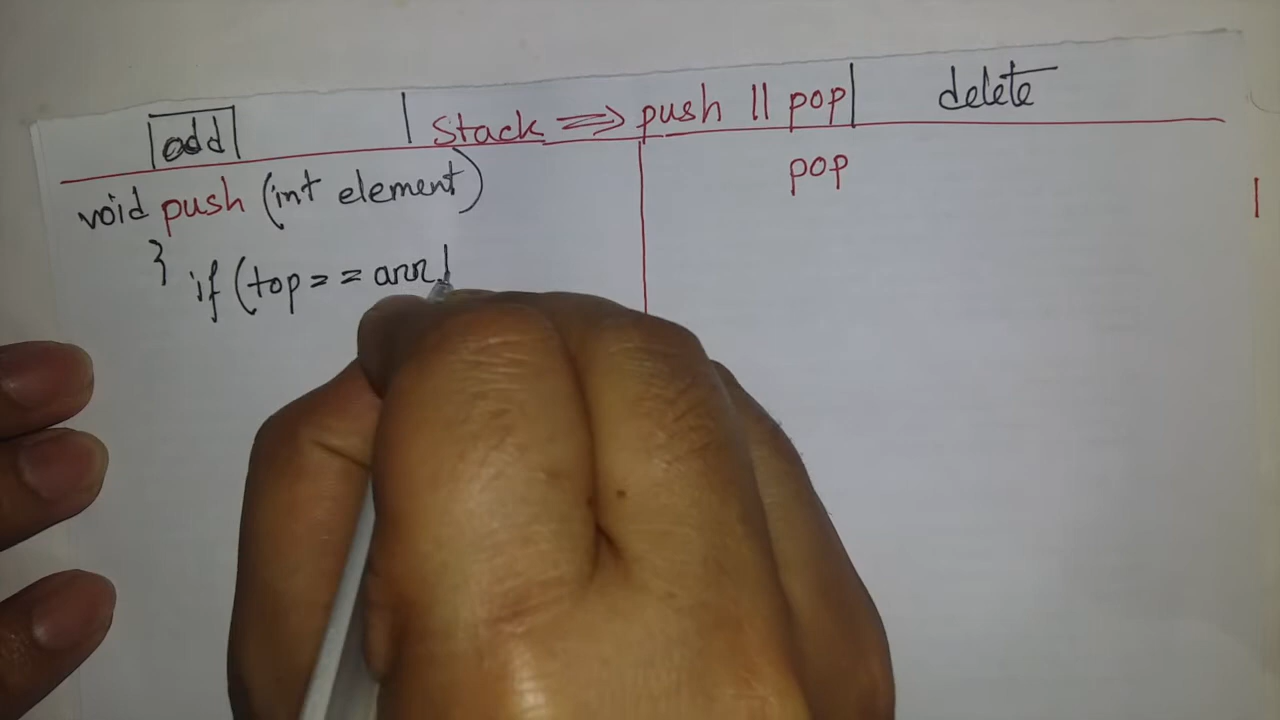 add | Stack => push || pop | delete
void push (int element)
pop
} if (top == arr.l